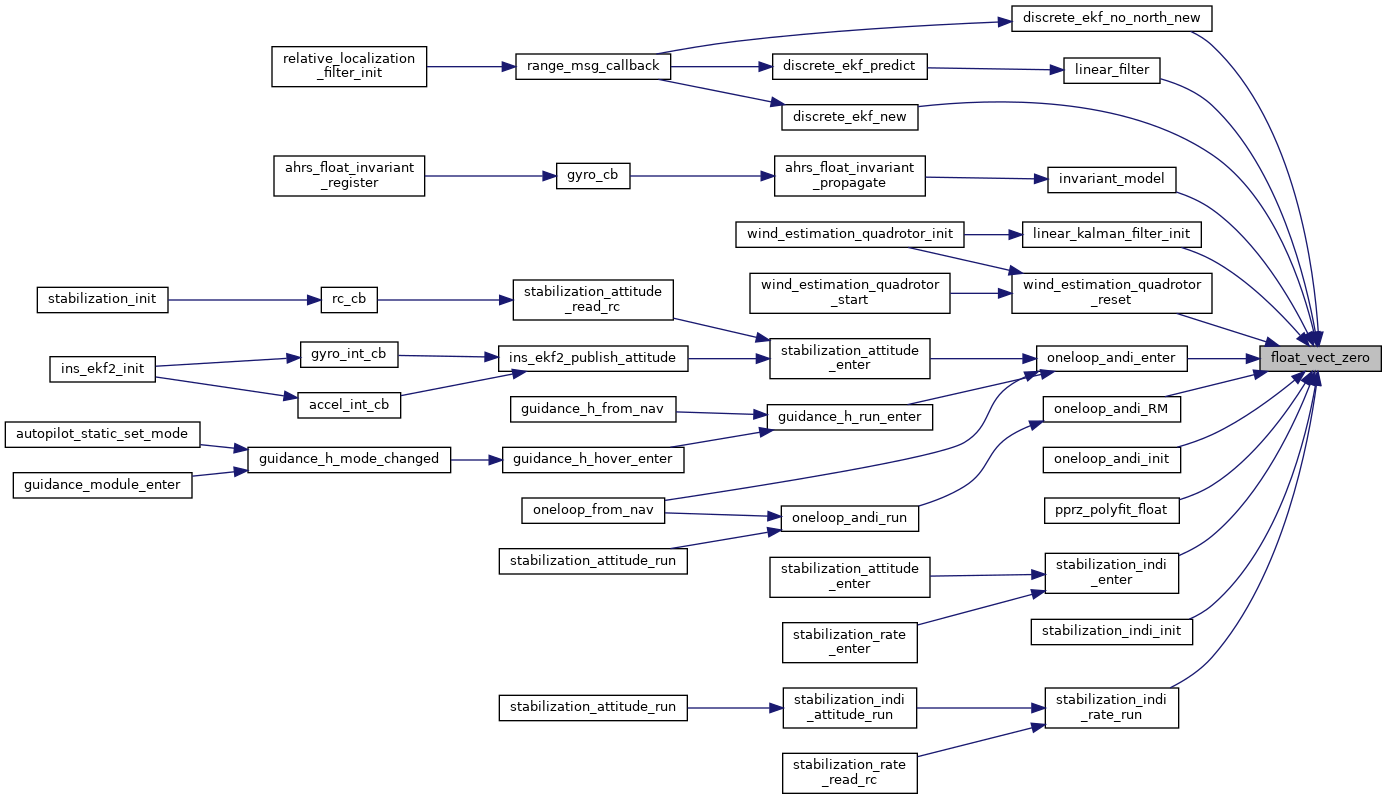 discrete_ekf_no_north_new
relative_localization
_filter_init
range_msg_callback
discrete_ekf_predict
linear_filter
discrete_ekf_new
ahrs_float_invariant
_register
gyro_cb
ahrs_float_invariant
_propagate
invariant_model
wind_estimation_quadrotor_init
linear_kalman_filter_init
stabilization_init
rc_cb
stabilization_attitude
_read_rc
wind_estimation_quadrotor
_start
wind_estimation_quadrotor
_reset
ins_ekf2_init
gyro_int_cb
accel_int_cb
ins_ekf2_publish_attitude
stabilization_attitude
_enter
oneloop_andi_enter
float_vect_zero
guidance_h_from_nav
guidance_h_run_enter
oneloop_andi_RM
autopilot_static_set_mode
guidance_module_enter
guidance_h_mode_changed
guidance_h_hover_enter
oneloop_andi_init
oneloop_from_nav
oneloop_andi_run
pprz_polyfit_float
stabilization_attitude_run
stabilization_attitude
_enter
stabilization_indi
_enter
stabilization_rate
_enter
stabilization_indi_init
stabilization_attitude_run
stabilization_indi
_attitude_run
stabilization_indi
_rate_run
stabilization_rate
_read_rc